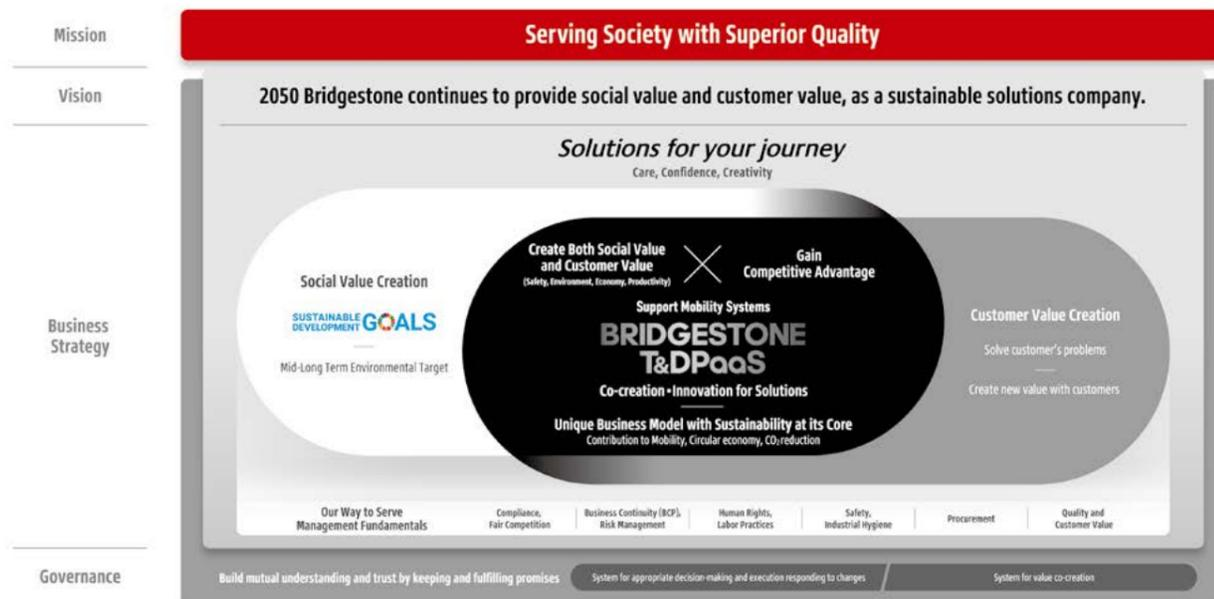 Mission
Serving Society with Superior Quality
Vision
2050 Bridgestone continues to provide social value and customer value, as a sustainable solutions company.
Business
Strategy
Solutions for your journey
Care, Confidence, Creativity
Social Value Creation
SUSTAINABLE
DEVELOPMENT GOALS
Mid-Long Term Environmental Target
Create Both Social Value
and Customer Value
(Safety, Environment, Economy, Productivity)
Gain
Competitive Advantage
Support Mobility Systems
BRIDGESTONE
T&DPaaS
Co-creation・Innovation for Solutions
Unique Business Model with Sustainability at its Core
Contribution to Mobility, Circular economy, CO₂ reduction
Customer Value Creation
Solve customer's problems
Create new value with customers
Our Way to Serve
Management Fundamentals
Compliance,
Fair Competition
Business Continuity (BCP),
Risk Management
Human Rights,
Labor Practices
Safety,
Industrial Hygiene
Procurement
Quality and
Customer Value
Governance
Build mutual understanding and trust by keeping and fulfilling promises
System for appropriate decision-making and execution responding to changes
System for value co-creation